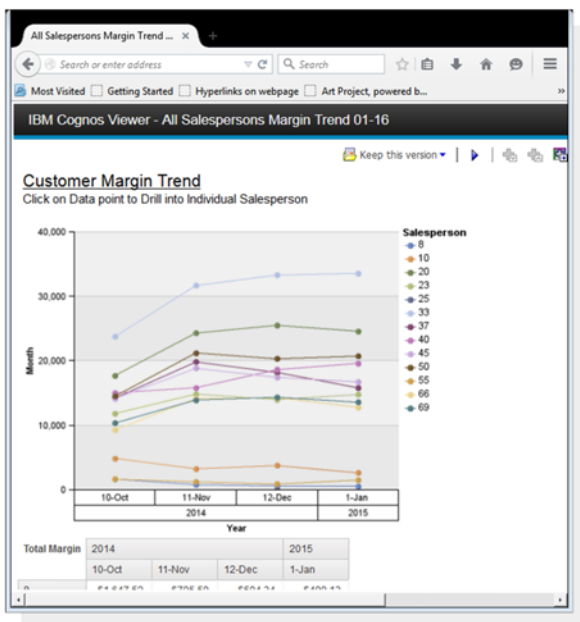 All Salespersons Margin Trend ... ×
Search or enter address
Search
Most Visited Getting Started Hyperlinks on webpage Art Project, powered b... »
IBM Cognos Viewer - All Salespersons Margin Trend 01-16
Keep this version
Customer Margin Trend
Click on Data point to Drill into Individual Salesperson
Salesperson
8
10
20
23
25
33
37
40
45
50
55
66
69
40,000
30,000
20,000
10,000
0
Month
10-Oct 11-Nov 12-Dec 1-Jan
2014 2015
Year
Total Margin 2014 2015
10-Oct 11-Nov 12-Dec 1-Jan